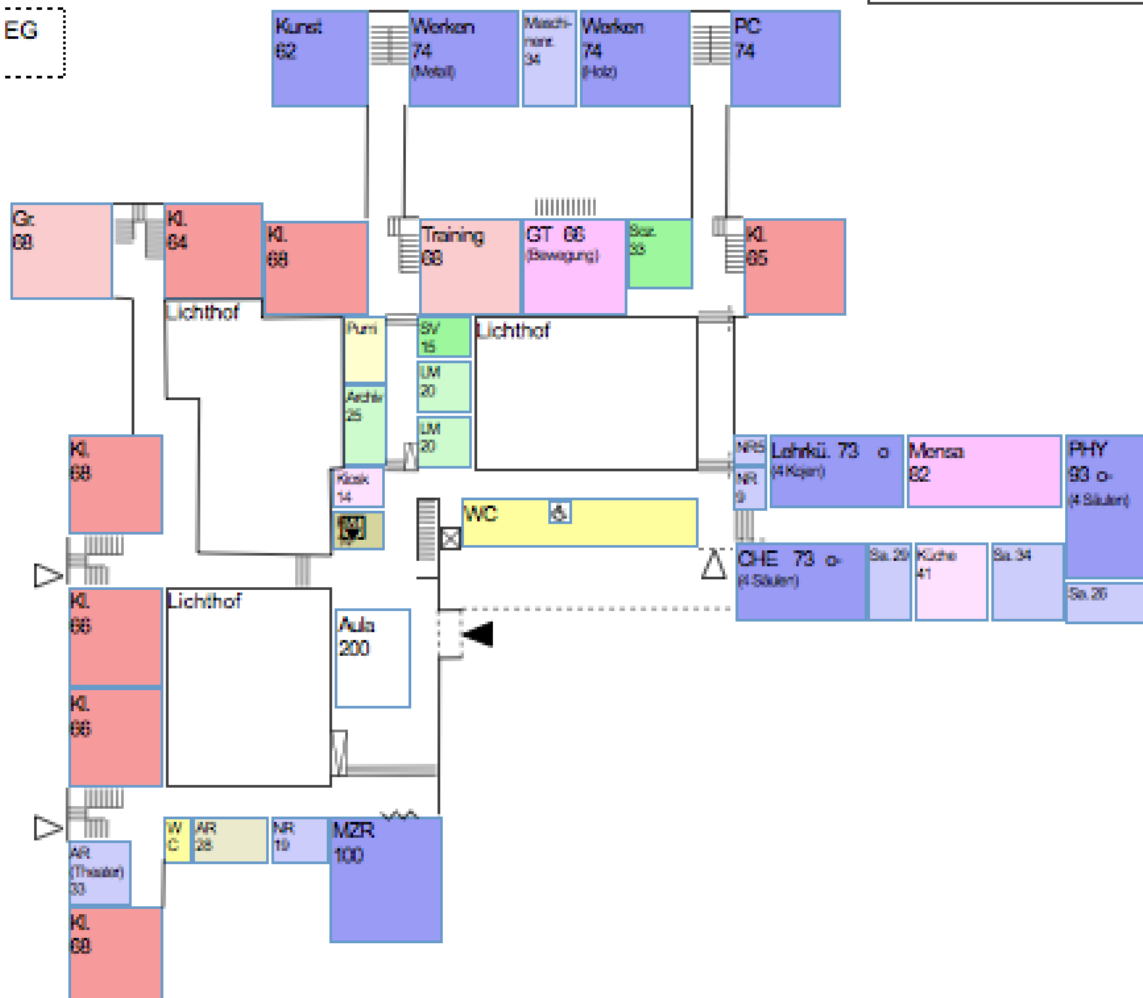 EG
Kunst
62
Werken
74
(Metall)
Maschi-
nenr.
34
Werken
74
(Holz)
PC
74
Gr.
68
Kl.
64
Kl.
68
Training
68
GT 66
(Bewegung)
Soz.
33
Kl.
65
Lichthof
Pumi
SV
15
Lichthof
LM
20
Archiv
25
LM
20
Kl.
68
Kiosk
14
NR5
NR
9
Lehrkü. 73 o
(4 Kojen)
Mensa
82
PHY
93 o-
(4 Säulen)
WC
CHE 73 o-
(4 Säulen)
Sa. 29
Küche
41
Sa. 34
Sa. 26
Kl.
66
Lichthof
Aula
200
Kl.
66
W
C
AR
28
NR
19
MZR
100
AR
(Theater)
33
Kl.
68